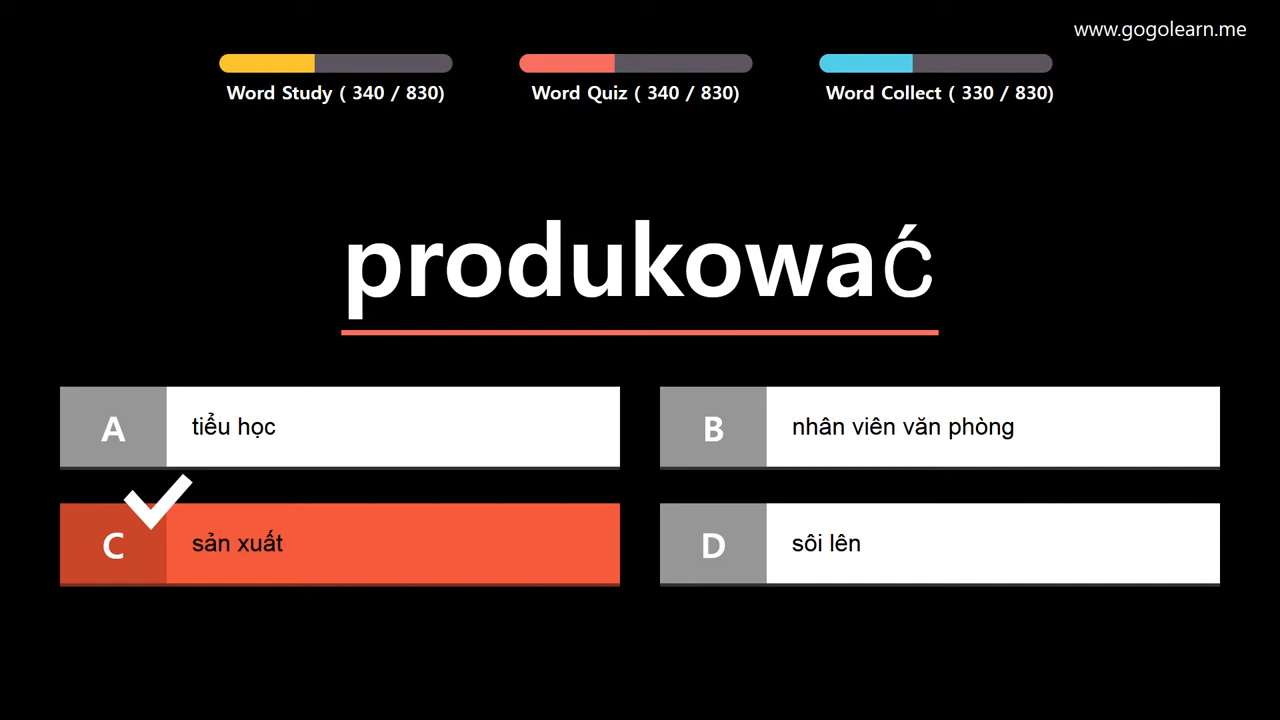 www.gogolearn.me
Word Study ( 340 / 830)
Word Quiz ( 340 / 830)
Word Collect ( 330 / 830)
produkować
A
tiểu học
B
nhân viên văn phòng
C
sản xuất
D
sôi lên